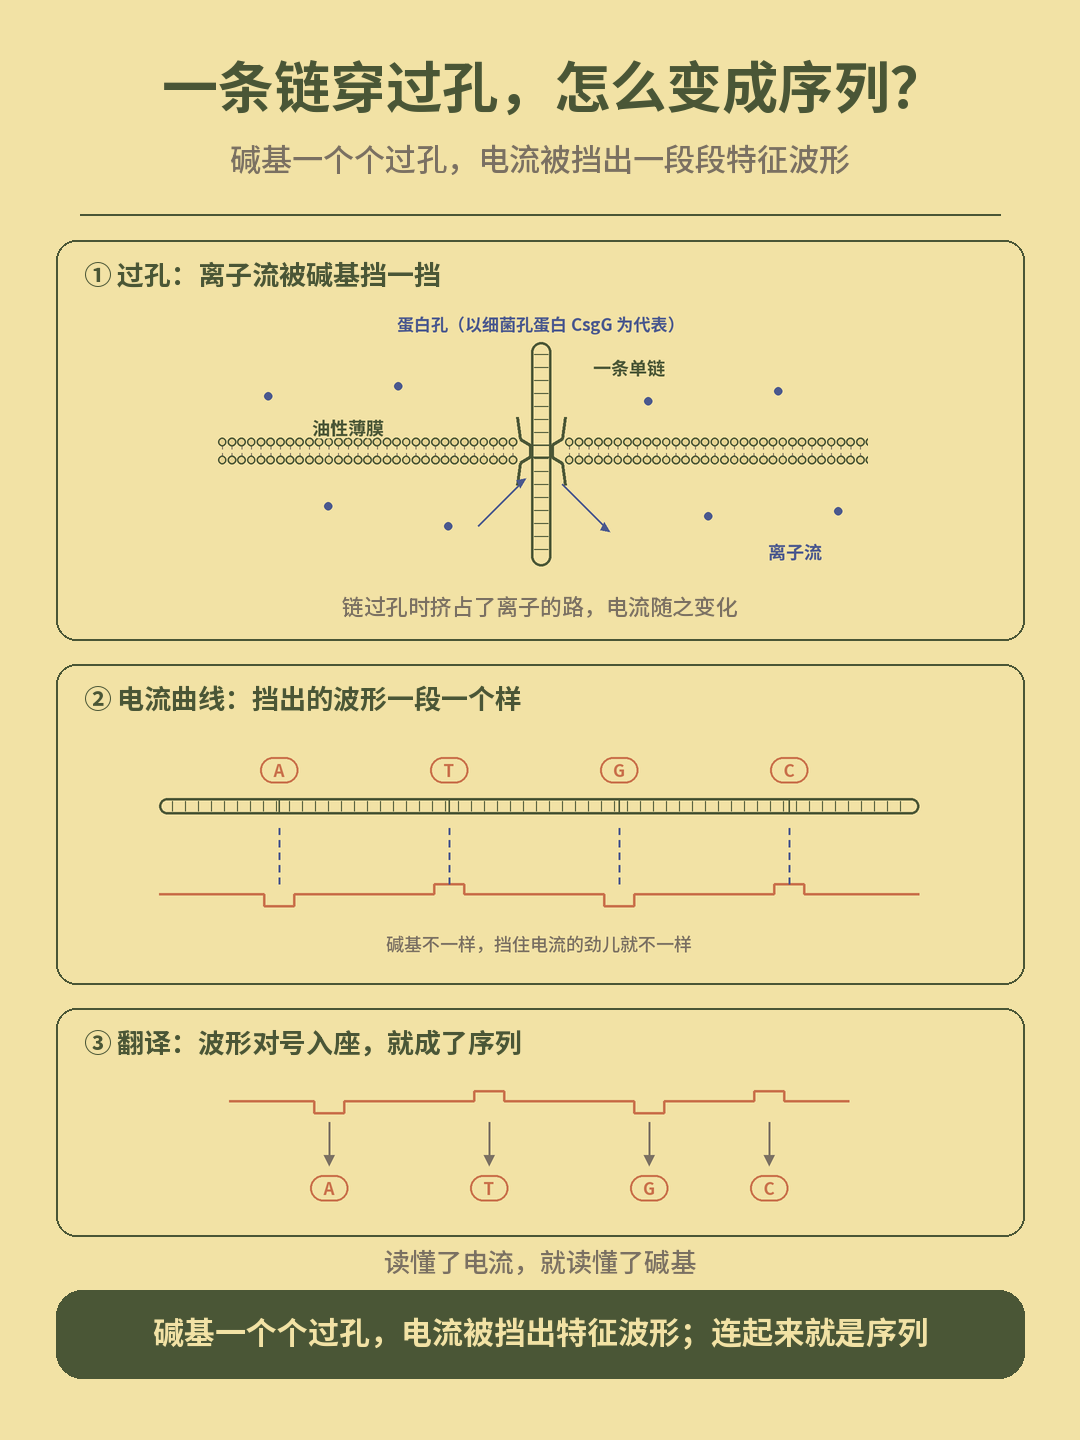 一条链穿过孔，怎么变成序列？
碱基一个个过孔，电流被挡出一段段特征波形
① 过孔：离子流被碱基挡一挡
蛋白孔（以细菌孔蛋白 CsgG 为代表）
一条单链
油性薄膜
离子流
链过孔时挤占了离子的路，电流随之变化
② 电流曲线：挡出的波形一段一个样
A T G C
碱基不一样，挡住电流的劲儿就不一样
③ 翻译：波形对号入座，就成了序列
A T G C
读懂了电流，就读懂了碱基
碱基一个个过孔，电流被挡出特征波形；连起来就是序列